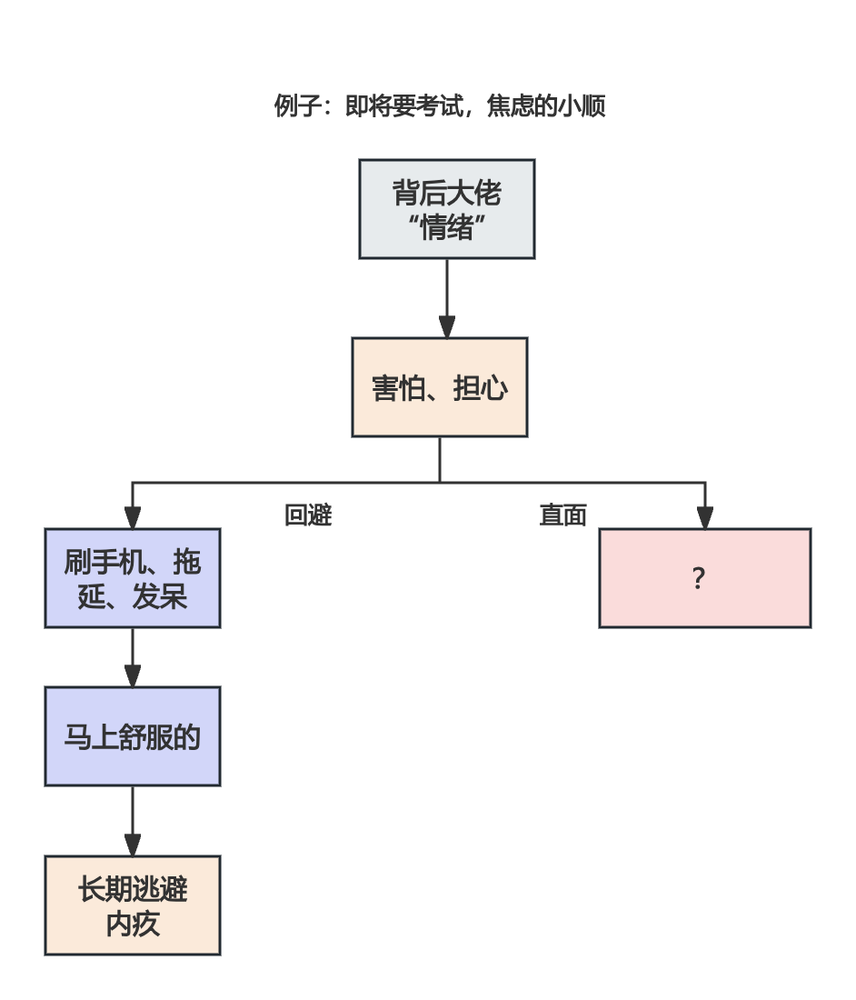 例子：即将要考试，焦虑的小顺
背后大佬
“情绪”
害怕、担心
回避
直面
刷手机、拖
延、发呆
？
马上舒服的
长期逃避
内疚